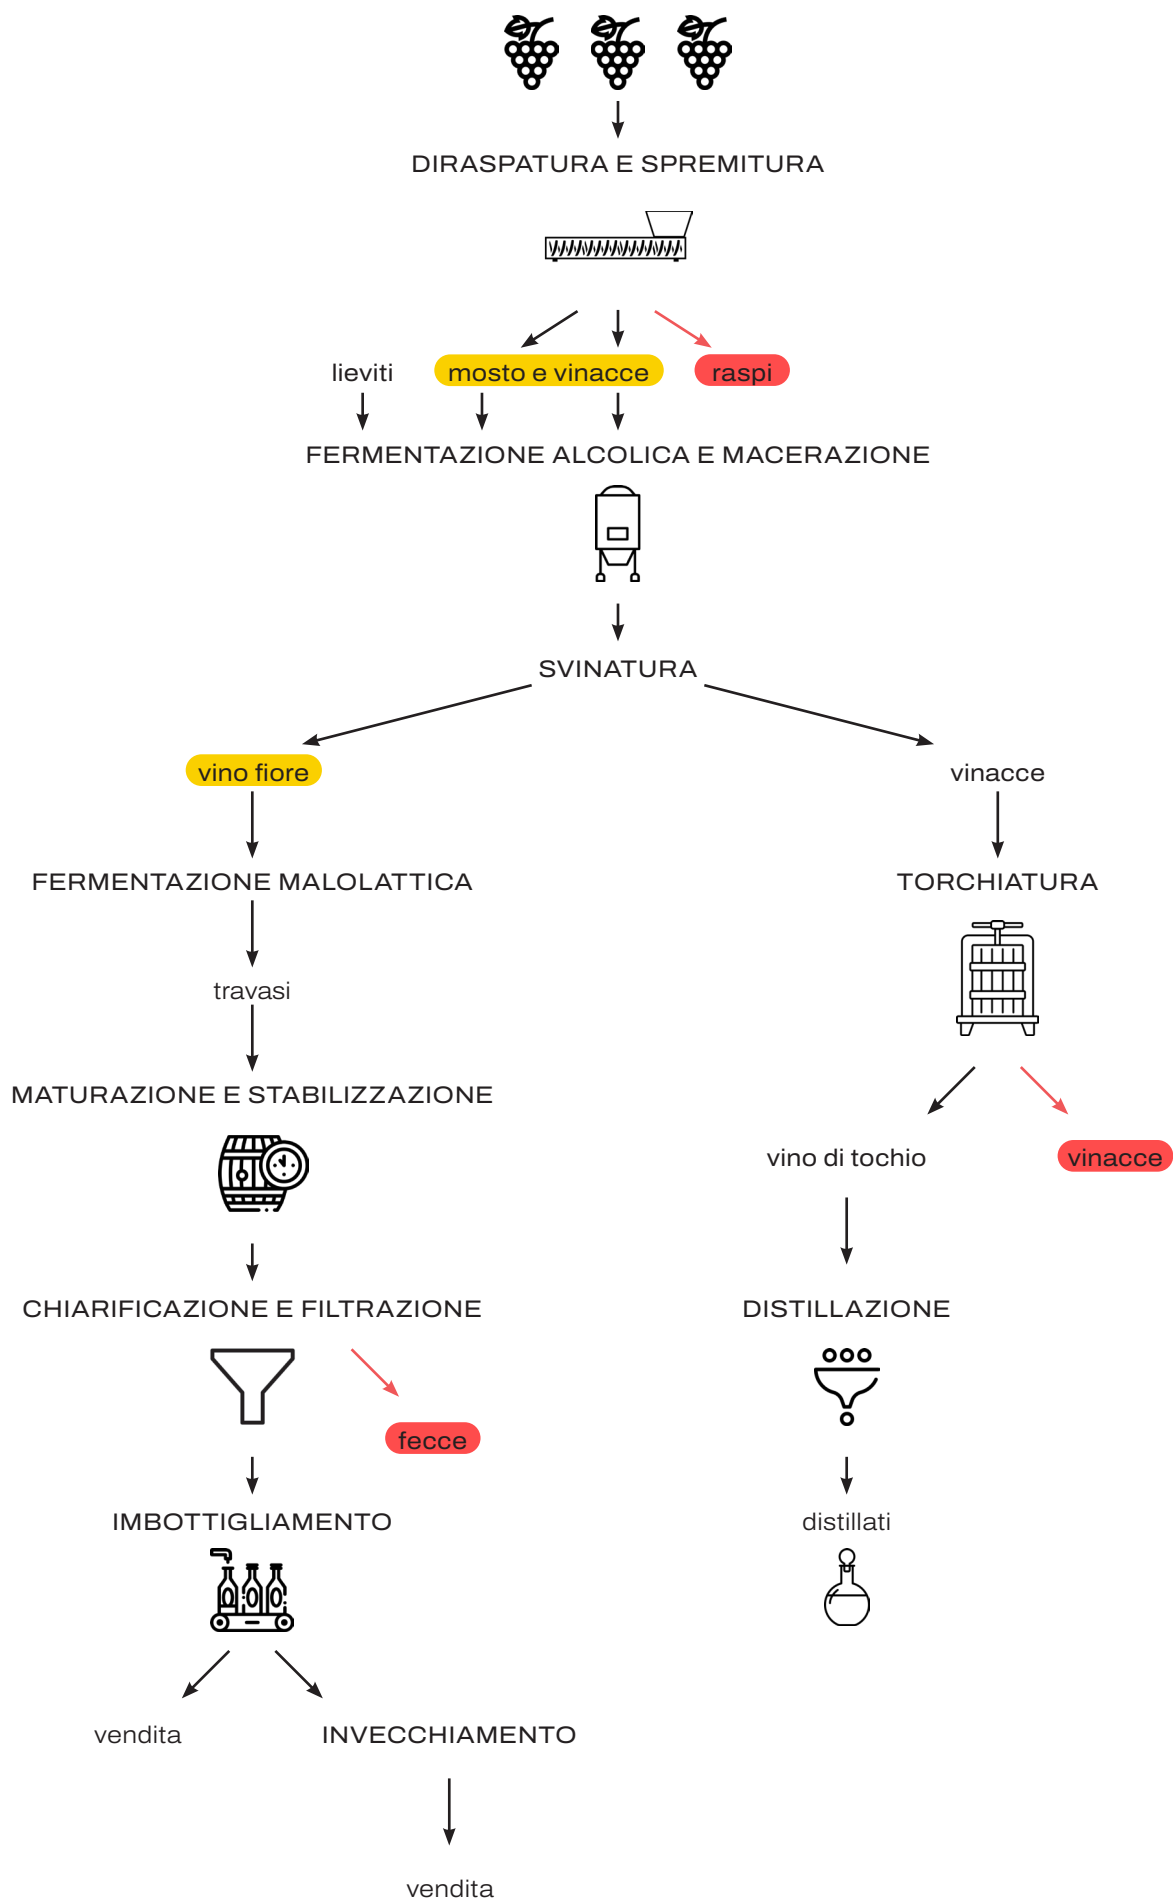 DIRASPATURA E SPREMITURA
lieviti
mosto e vinacce
raspi
FERMENTAZIONE ALCOLICA E MACERAZIONE
SVINATURA
vino fiore
vinacce
FERMENTAZIONE MALOLATTICA
TORCHIATURA
travasi
MATURAZIONE E STABILIZZAZIONE
vino di tochio
vinacce
CHIARIFICAZIONE E FILTRAZIONE
DISTILLAZIONE
fecce
IMBOTTIGLIAMENTO
distillati
vendita
INVECCHIAMENTO
vendita